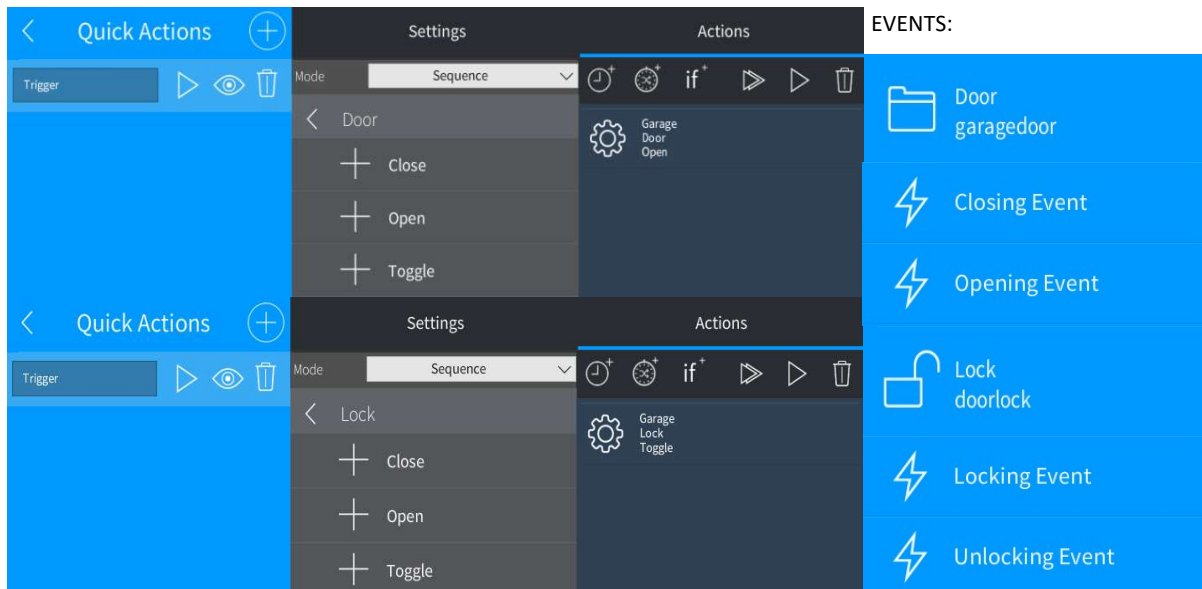 Quick Actions
Trigger
Settings
Mode
Sequence
Door
Close
Open
Toggle
Actions
if+
Garage
Door
Open
Quick Actions
Trigger
Settings
Mode
Sequence
Lock
Close
Open
Toggle
Actions
if+
Garage
Lock
Toggle
EVENTS:
Door
garagedoor
Closing Event
Opening Event
Lock
doorlock
Locking Event
Unlocking Event